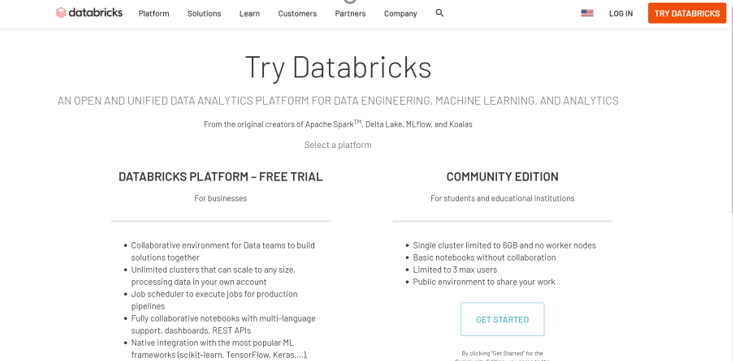 databricks Platform Solutions Learn Customers Partners Company LOG IN TRY DATABRICKS
Try Databricks
AN OPEN AND UNIFIED DATA ANALYTICS PLATFORM FOR DATA ENGINEERING, MACHINE LEARNING, AND ANALYTICS
From the original creators of Apache Spark™, Delta Lake, MLflow, and Koalas
Select a platform
DATABRICKS PLATFORM – FREE TRIAL
For businesses
• Collaborative environment for Data teams to build
solutions together
• Unlimited clusters that can scale to any size,
processing data in your own account
• Job scheduler to execute jobs for production
pipelines
• Fully collaborative notebooks with multi-language
support, dashboards, REST APIs
• Native integration with the most popular ML
frameworks (scikit-learn, TensorFlow, Keras,...),
COMMUNITY EDITION
For students and educational institutions
• Single cluster limited to 6GB and no worker nodes
• Basic notebooks without collaboration
• Limited to 3 max users
• Public environment to share your work
GET STARTED
By clicking "Get Started" for the